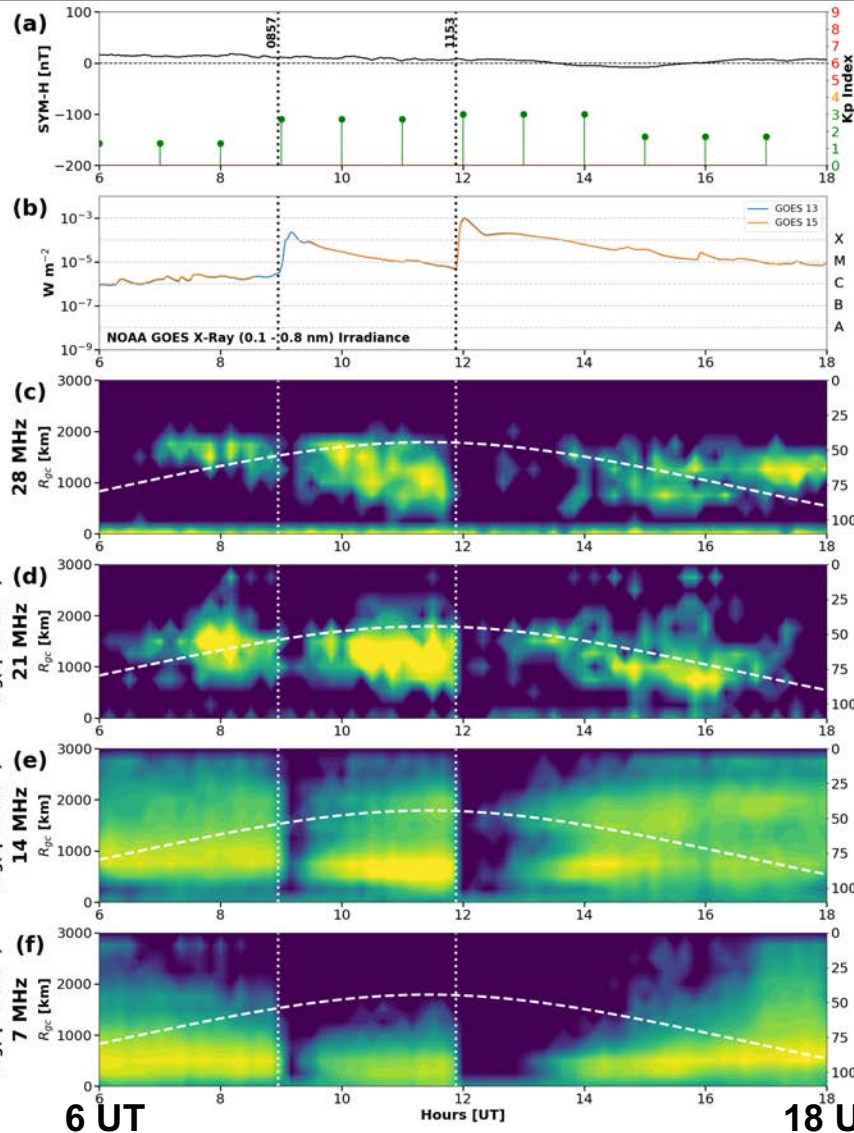 (a)
0857
1153
SYM-H [nT]
100
0
−100
−200
Kp Index
9
8
7
6
5
4
3
2
1
0
6 8 10 12 14 16 18
(b)
W m−2
10−3
10−5
10−7
10−9
GOES 13
GOES 15
X
M
C
B
A
NOAA GOES X-Ray (0.1 - 0.8 nm) Irradiance
6 8 10 12 14 16 18
(c)
28 MHz
Rgc [km]
3000
2000
1000
0
0
25
50
75
100
6 8 10 12 14 16 18
(d)
21 MHz
Rgc [km]
3000
2000
1000
0
0
25
50
75
100
6 8 10 12 14 16 18
(e)
14 MHz
Rgc [km]
3000
2000
1000
0
0
25
50
75
100
6 8 10 12 14 16 18
(f)
7 MHz
Rgc [km]
3000
2000
1000
0
0
25
50
75
100
6 8 10 12 14 16 18
Hours [UT]
6 UT
18 U